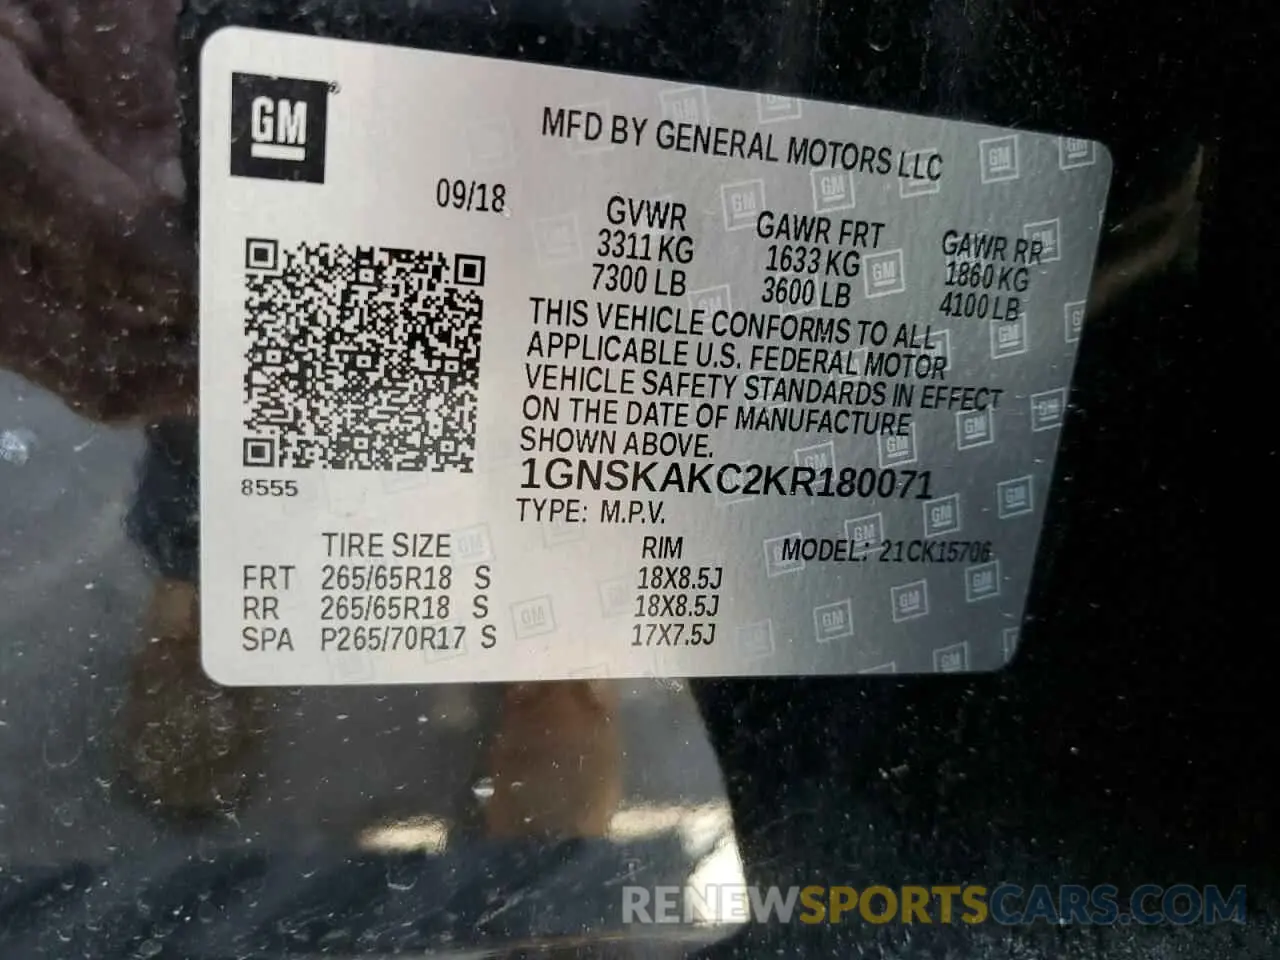 GM
MFD BY GENERAL MOTORS LLC
09/18
GVWR GAWR FRT GAWR RR
3311 KG 1633 KG 1860 KG
7300 LB 3600 LB 4100 LB
THIS VEHICLE CONFORMS TO ALL
APPLICABLE U.S. FEDERAL MOTOR
VEHICLE SAFETY STANDARDS IN EFFECT
ON THE DATE OF MANUFACTURE
SHOWN ABOVE.
1GNSKAKC2KR180071
8555
TYPE: M.P.V.
TIRE SIZE RIM MODEL: 21CK15706
FRT 265/65R18 S 18X8.5J
RR 265/65R18 S 18X8.5J
SPA P265/70R17 S 17X7.5J
RENEWSPORTSCARS.COM